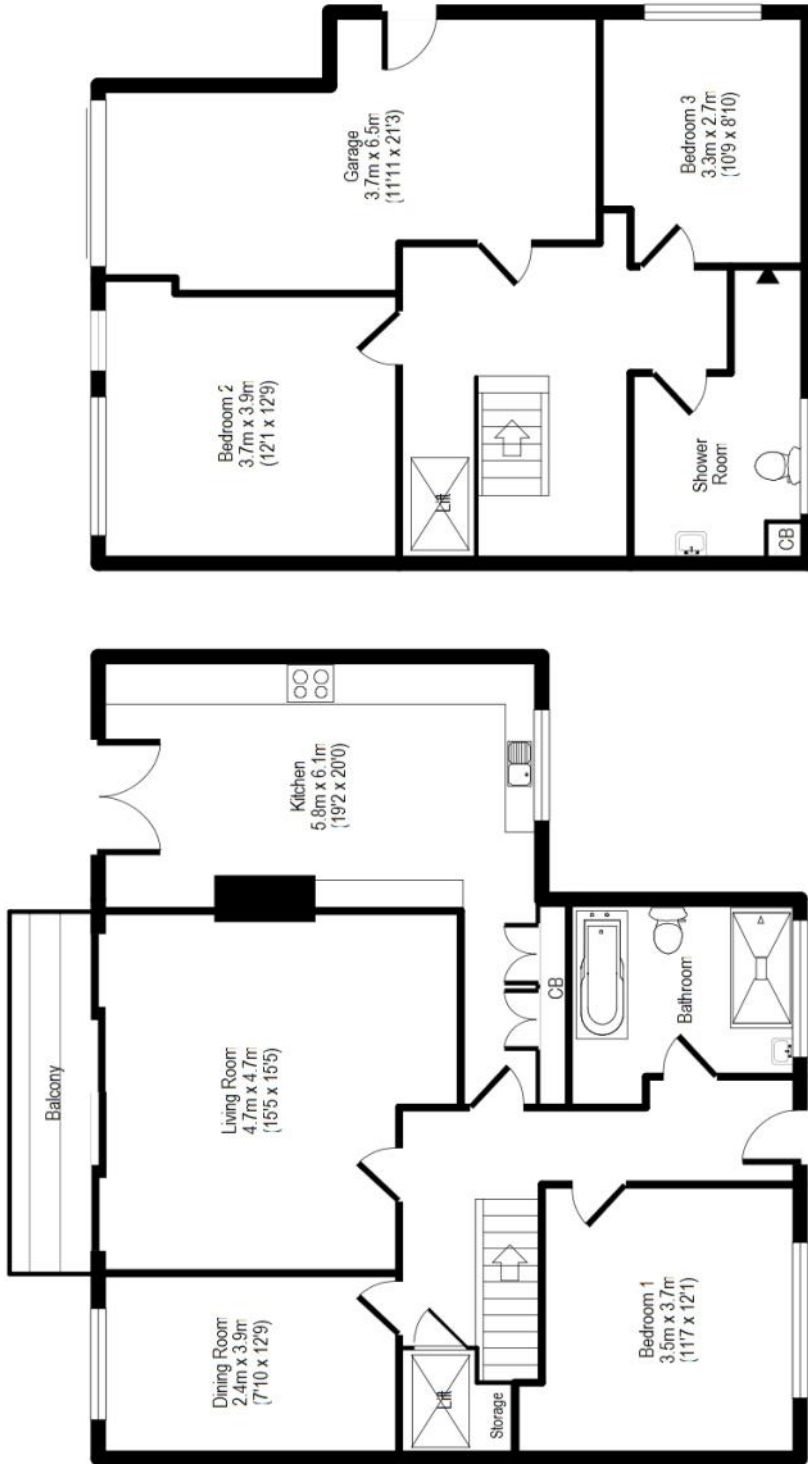 Balcony
Dining Room
2.4m x 3.9m
(7'10 x 12'9)
Living Room
4.7m x 4.7m
(15'5 x 15'5)
Kitchen
5.8m x 6.1m
(19'2 x 20'0)
Lift
Storage
CB
Bedroom 1
3.5m x 3.7m
(11'7 x 12'1)
Bathroom
Bedroom 2
3.7m x 3.9m
(12'1 x 12'9)
Garage
3.7m x 6.5m
(11'11 x 21'3)
Lift
Shower
Room
CB
Bedroom 3
3.3m x 2.7m
(10'9 x 8'10)